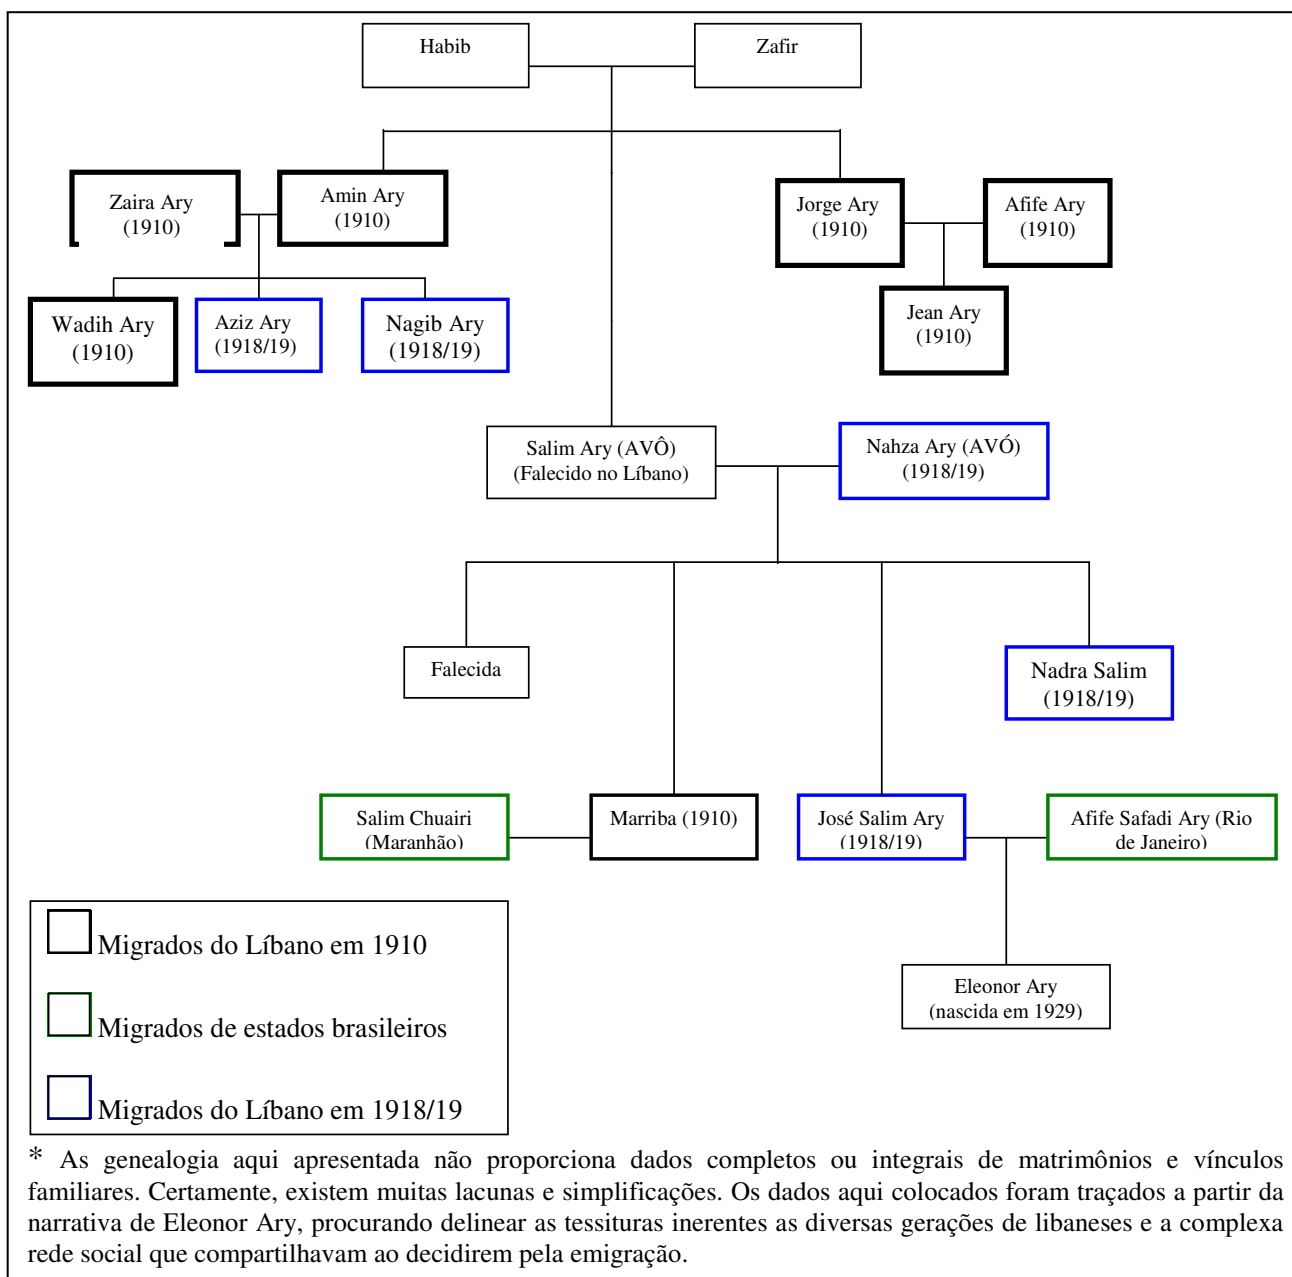 Habib
Zafir
Zaira Ary
(1910)
Amin Ary
(1910)
Jorge Ary
(1910)
Afife Ary
(1910)
Wadih Ary
(1910)
Aziz Ary
(1918/19)
Nagib Ary
(1918/19)
Jean Ary
(1910)
Salim Ary (AVÔ)
(Falecido no Líbano)
Nahza Ary (AVÓ)
(1918/19)
Falecida
Nadra Salim
(1918/19)
Salim Chuairi
(Maranhão)
Marriba (1910)
José Salim Ary
(1918/19)
Afife Safadi Ary (Rio
de Janeiro)
Eleonor Ary
(nascida em 1929)
Migrados do Líbano em 1910
Migrados de estados brasileiros
Migrados do Líbano em 1918/19
* As genealogia aqui apresentada não proporciona dados completos ou integrais de matrimônios e vínculos
familiares. Certamente, existem muitas lacunas e simplificações. Os dados aqui colocados foram traçados a partir da
narrativa de Eleonor Ary, procurando delinear as tessituras inerentes as diversas gerações de libaneses e a complexa
rede social que compartilhavam ao decidirem pela emigração.